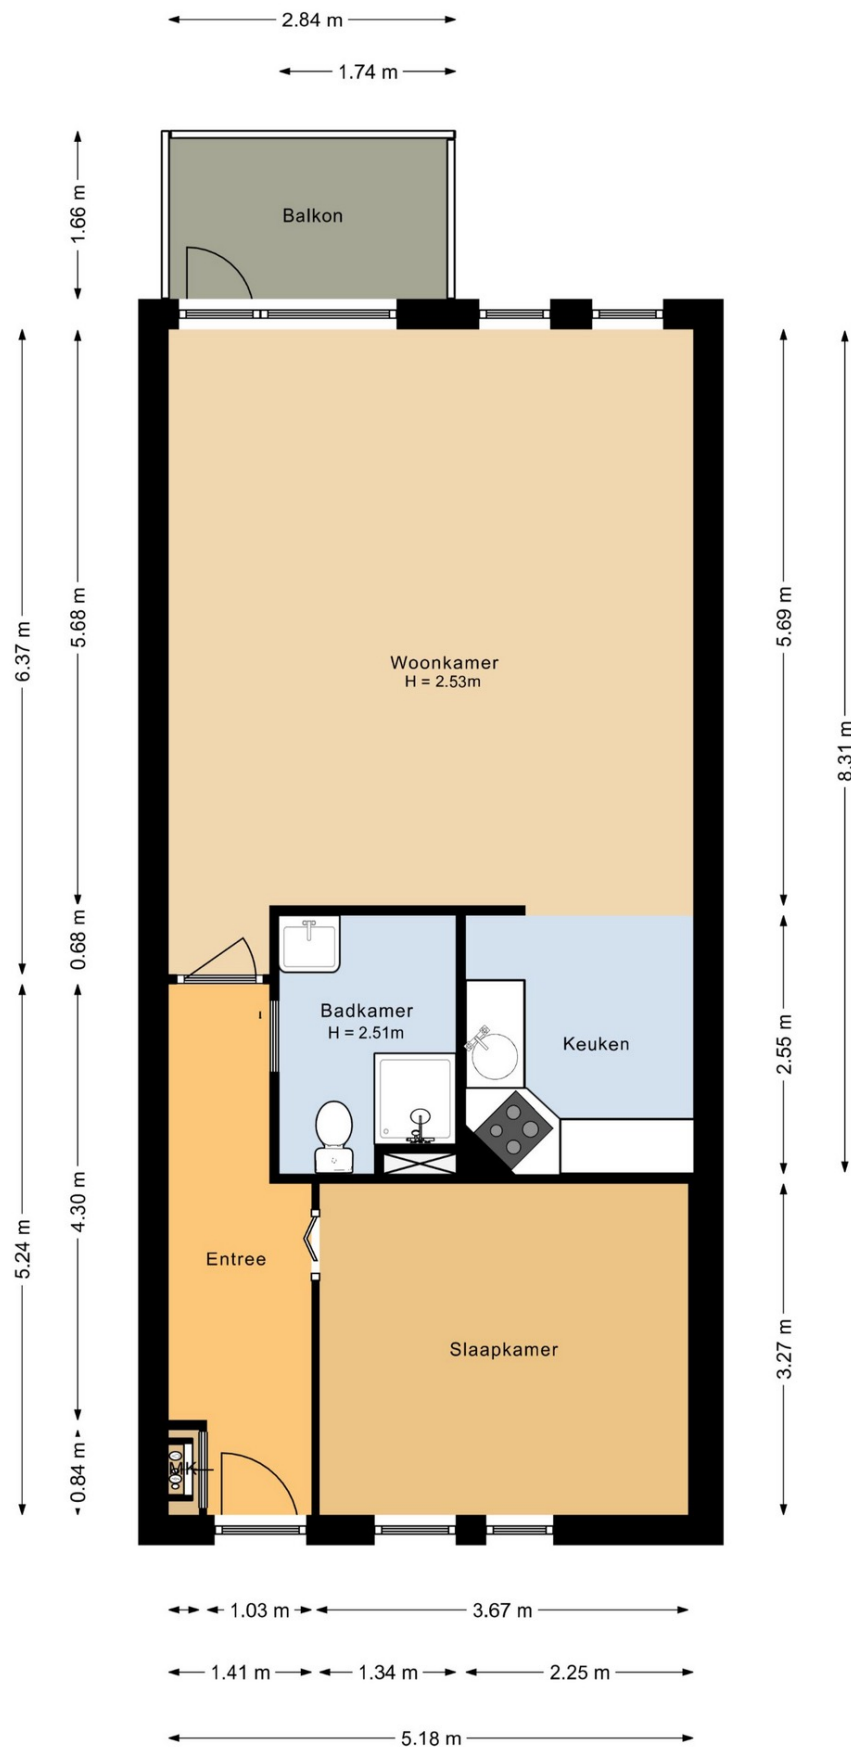 2.84 m
1.74 m
1.66 m
Balkon
6.37 m
5.68 m
5.69 m
8.31 m
Woonkamer
H = 2.53m
0.68 m
Badkamer
H = 2.51m
Keuken
2.55 m
4.30 m
5.24 m
Entree
Slaapkamer
3.27 m
0.84 m
MK
1.03 m
3.67 m
1.41 m
1.34 m
2.25 m
5.18 m